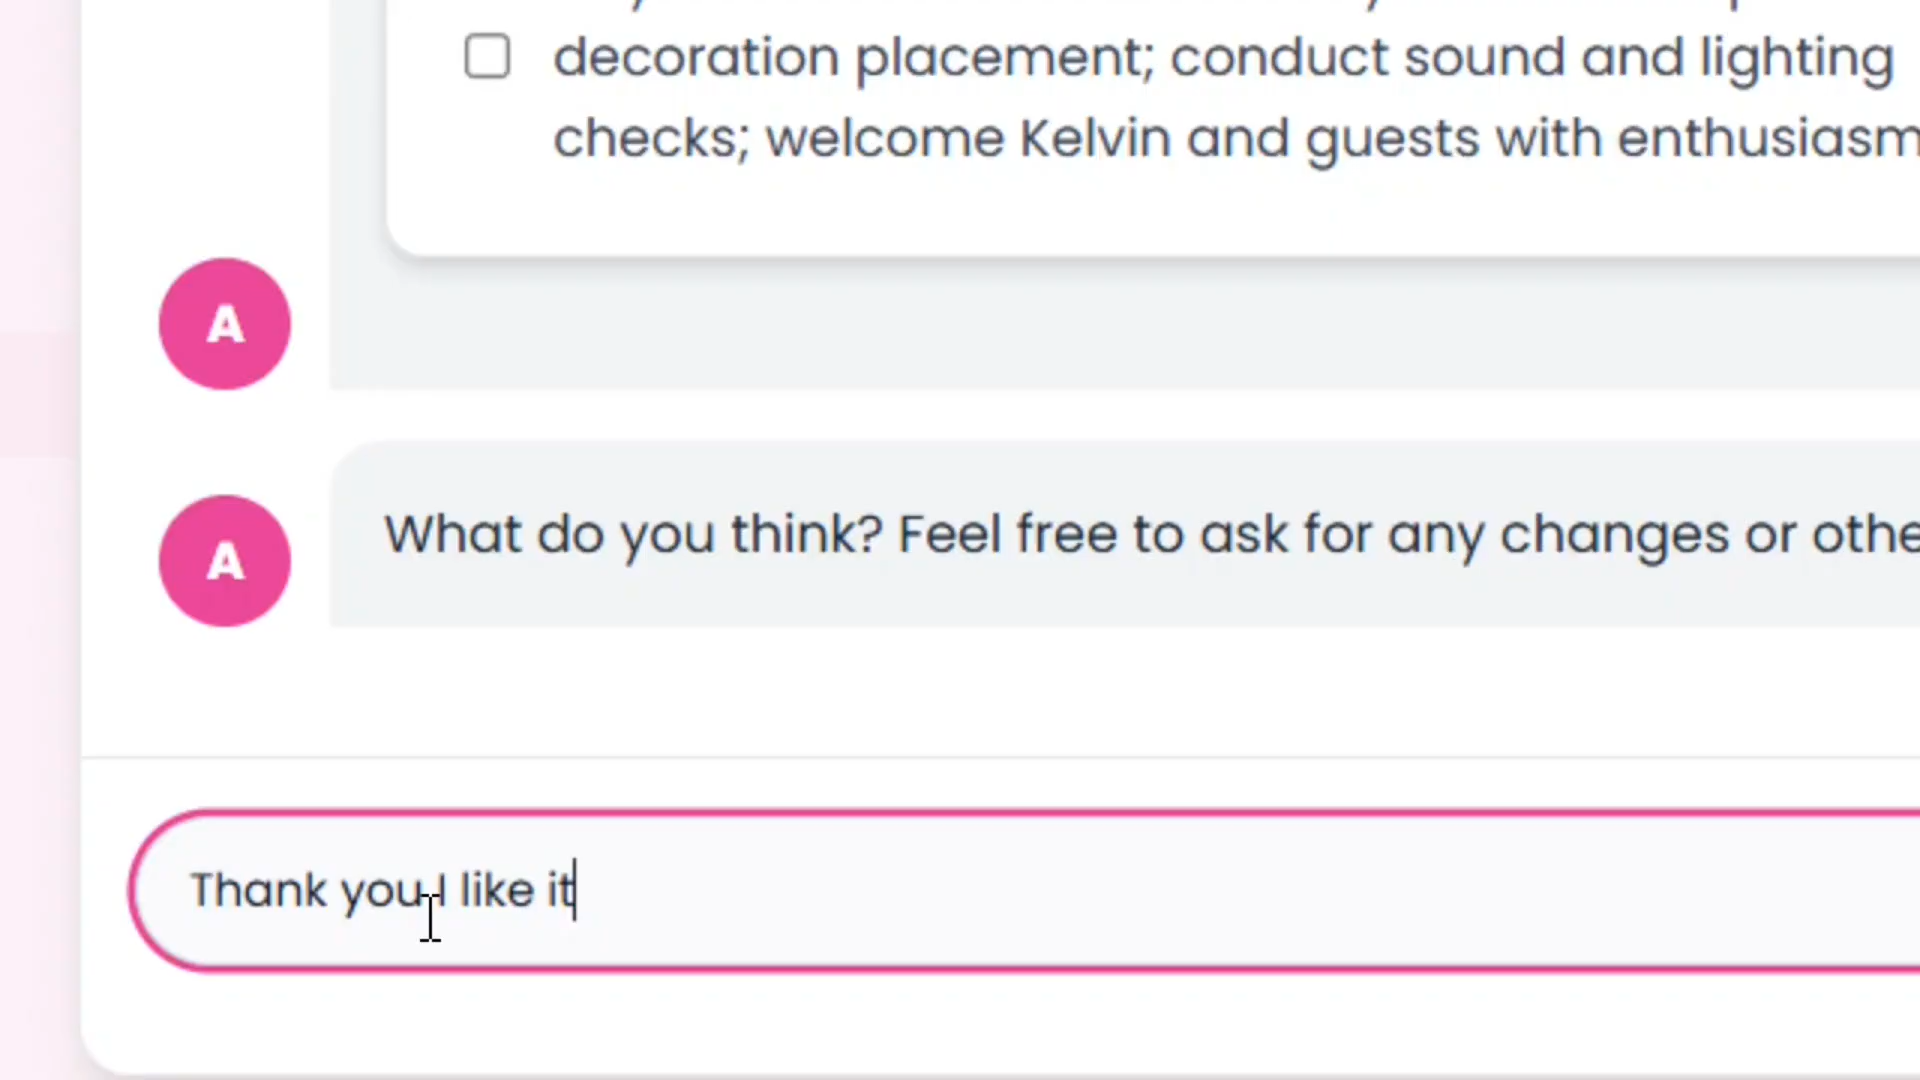 decoration placement; conduct sound and lighting
checks; welcome Kelvin and guests with enthusiasm
A
What do you think? Feel free to ask for any changes or othe
A
Thank you I like it